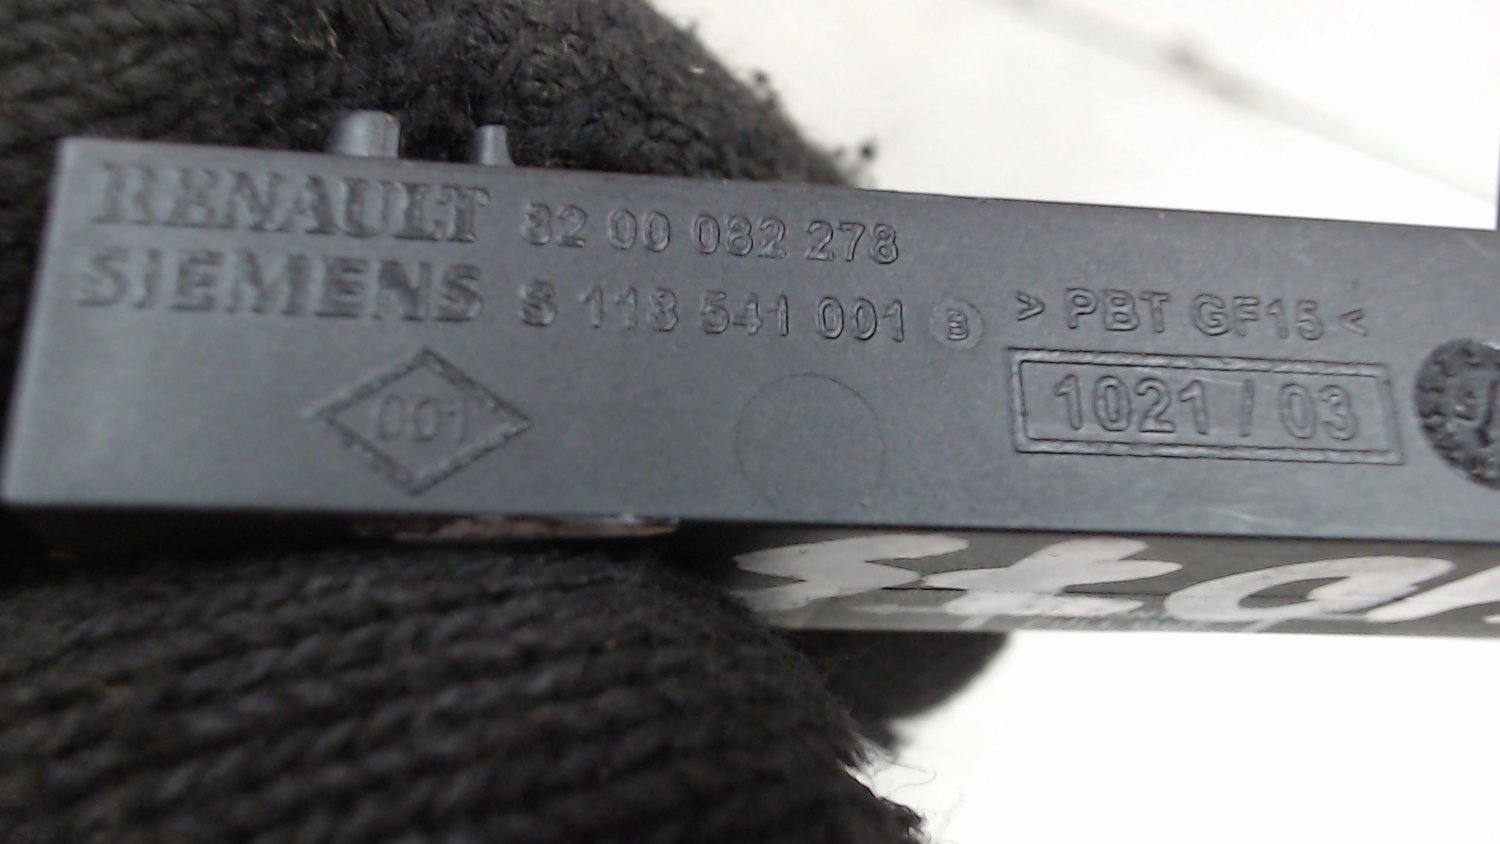 RENAULT 82 00 082 278
SIEMENS S 118 541 001 B
> PBT GF15 <
001
1021 / 03